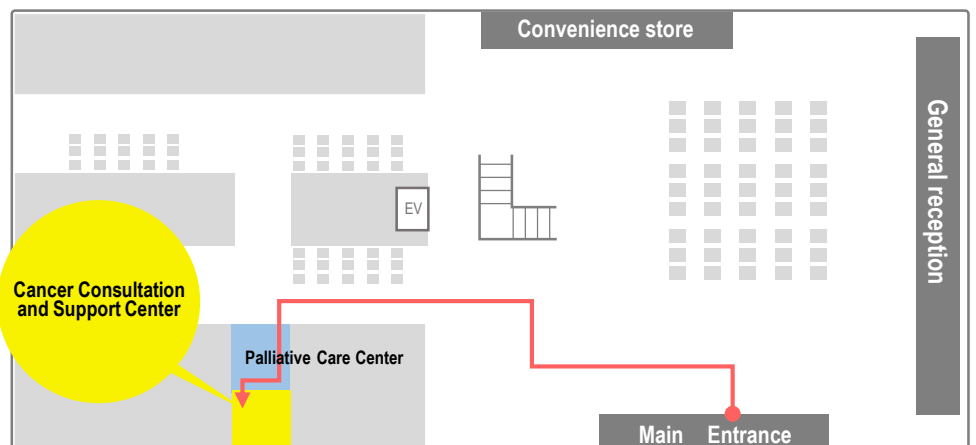 Convenience store
General reception
EV
Cancer Consultation
and Support Center
Palliative Care Center
Main Entrance